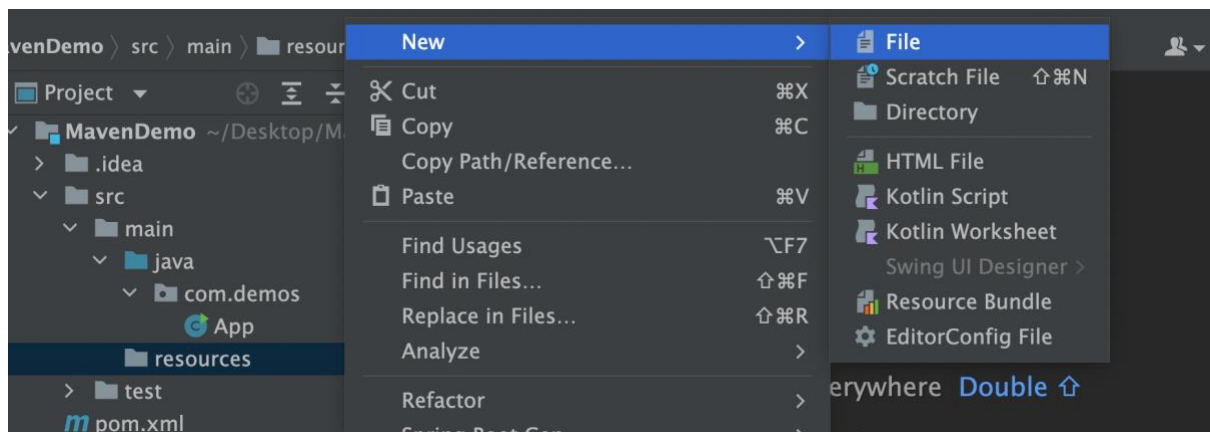 venDemo 〉 src 〉 main 〉 resour
Project
MavenDemo ~/Desktop/M
.idea
src
main
java
com.demos
App
resources
test
pom.xml
New >
Cut ⌘X
Copy ⌘C
Copy Path/Reference...
Paste ⌘V
Find Usages ⌥F7
Find in Files... ⇧⌘F
Replace in Files... ⇧⌘R
Analyze >
Refactor >
File
Scratch File ⇧⌘N
Directory
HTML File
Kotlin Script
Kotlin Worksheet
Swing UI Designer >
Resource Bundle
EditorConfig File
erywhere Double ⇧